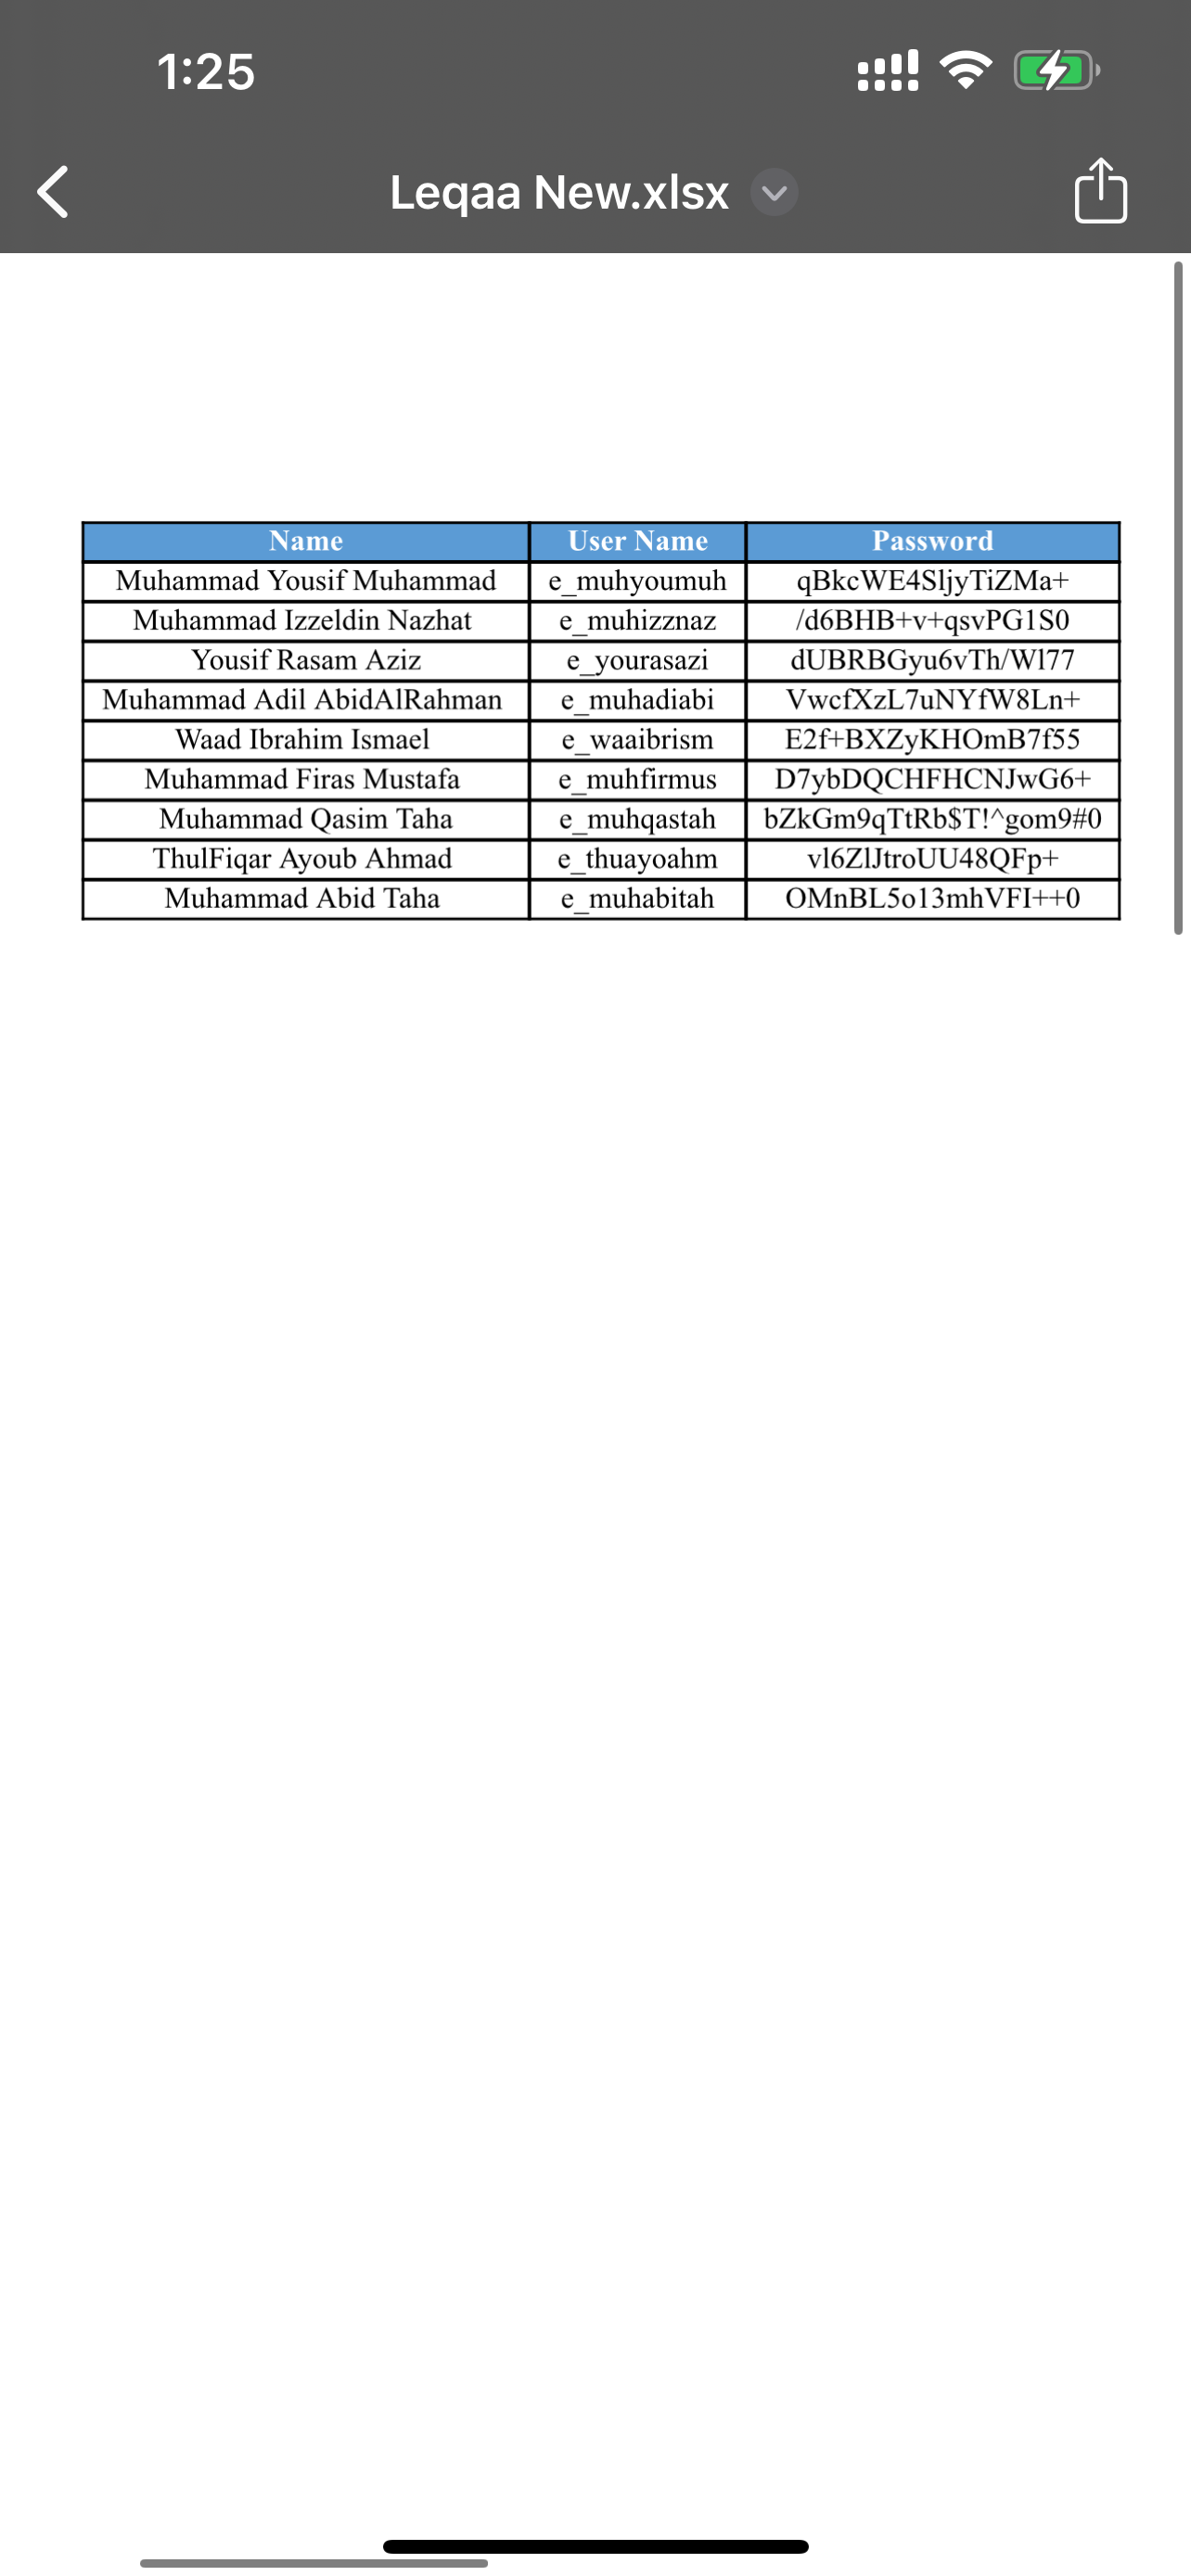 1:25
Leqaa New.xlsx
Name User Name Password
Muhammad Yousif Muhammad e_muhyoumuh qBkcWE4SljyTiZMa+
Muhammad Izzeldin Nazhat e_muhizznaz /d6BHB+v+qsvPG1S0
Yousif Rasam Aziz e_yourasazi dUBRBGyu6vTh/Wl77
Muhammad Adil AbidAlRahman e_muhadiabi VwcfXzL7uNYfW8Ln+
Waad Ibrahim Ismael e_waaibrism E2f+BXZyKHOmB7f55
Muhammad Firas Mustafa e_muhfirmus D7ybDQCHFHCNJwG6+
Muhammad Qasim Taha e_muhqastah bZkGm9qTtRb$T!^gom9#0
ThulFiqar Ayoub Ahmad e_thuayoahm vl6ZlJtroUU48QFp+
Muhammad Abid Taha e_muhabitah OMnBL5o13mhVFI++0